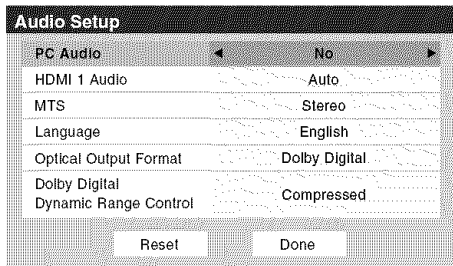 Audio Setup
PC Audio ◄ No ►
HDMI 1 Audio Auto
MTS Stereo
Language English
Optical Output Format Dolby Digital
Dolby Digital
Dynamic Range Control Compressed
Reset Done